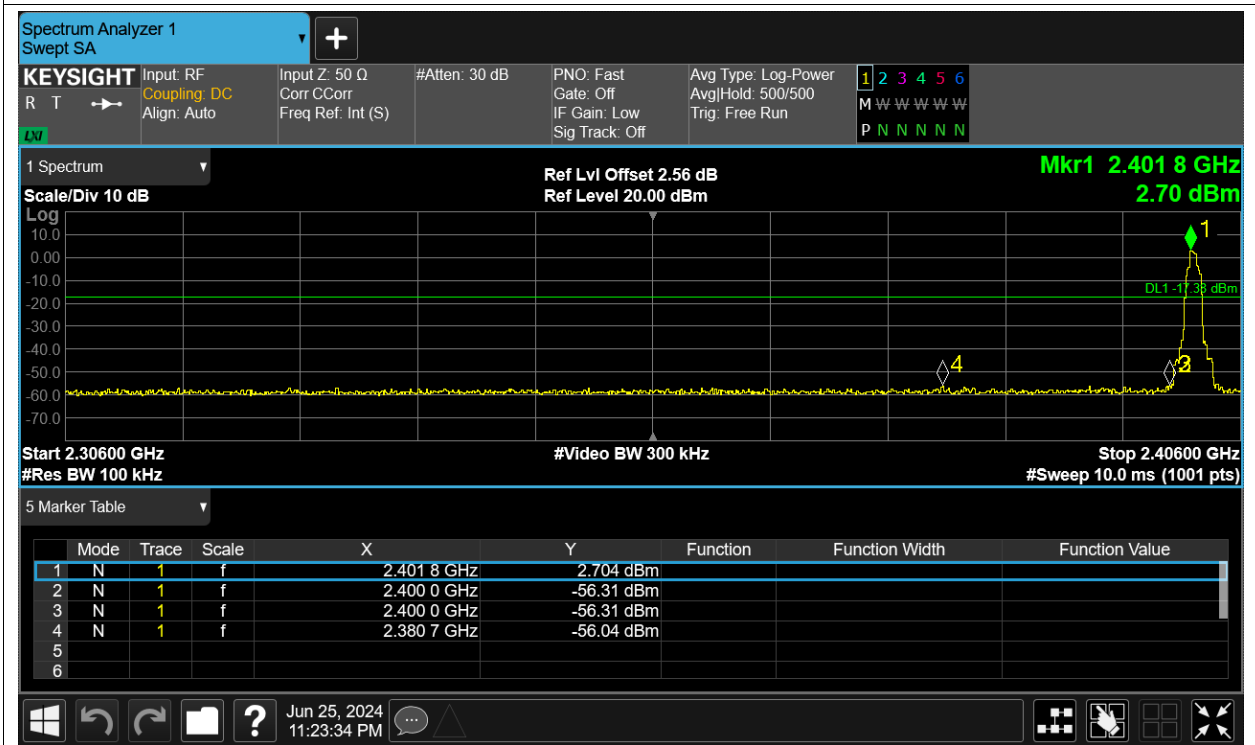 Spectrum Analyzer 1
Swept SA
+
KEYSIGHT
R T
LXI
Input: RF
Coupling: DC
Align: Auto
Input Z: 50 Ω
Corr CCorr
Freq Ref: Int (S)
#Atten: 30 dB
PNO: Fast
Gate: Off
IF Gain: Low
Sig Track: Off
Avg Type: Log-Power
Avg|Hold: 500/500
Trig: Free Run
1 2 3 4 5 6
M W W W W W
P N N N N N
1 Spectrum
Scale/Div 10 dB
Ref Lvl Offset 2.56 dB
Ref Level 20.00 dBm
Mkr1 2.401 8 GHz
2.70 dBm
Log
10.0
0.00
-10.0
-20.0
-30.0
-40.0
-50.0
-60.0
-70.0
1
DL1 -17.33 dBm
4
3
Start 2.30600 GHz
#Res BW 100 kHz
#Video BW 300 kHz
Stop 2.40600 GHz
#Sweep 10.0 ms (1001 pts)
5 Marker Table
Mode Trace Scale X Y Function Function Width Function Value
1 N 1 f 2.401 8 GHz 2.704 dBm
2 N 1 f 2.400 0 GHz -56.31 dBm
3 N 1 f 2.400 0 GHz -56.31 dBm
4 N 1 f 2.380 7 GHz -56.04 dBm
5
6
?
Jun 25, 2024
11:23:34 PM